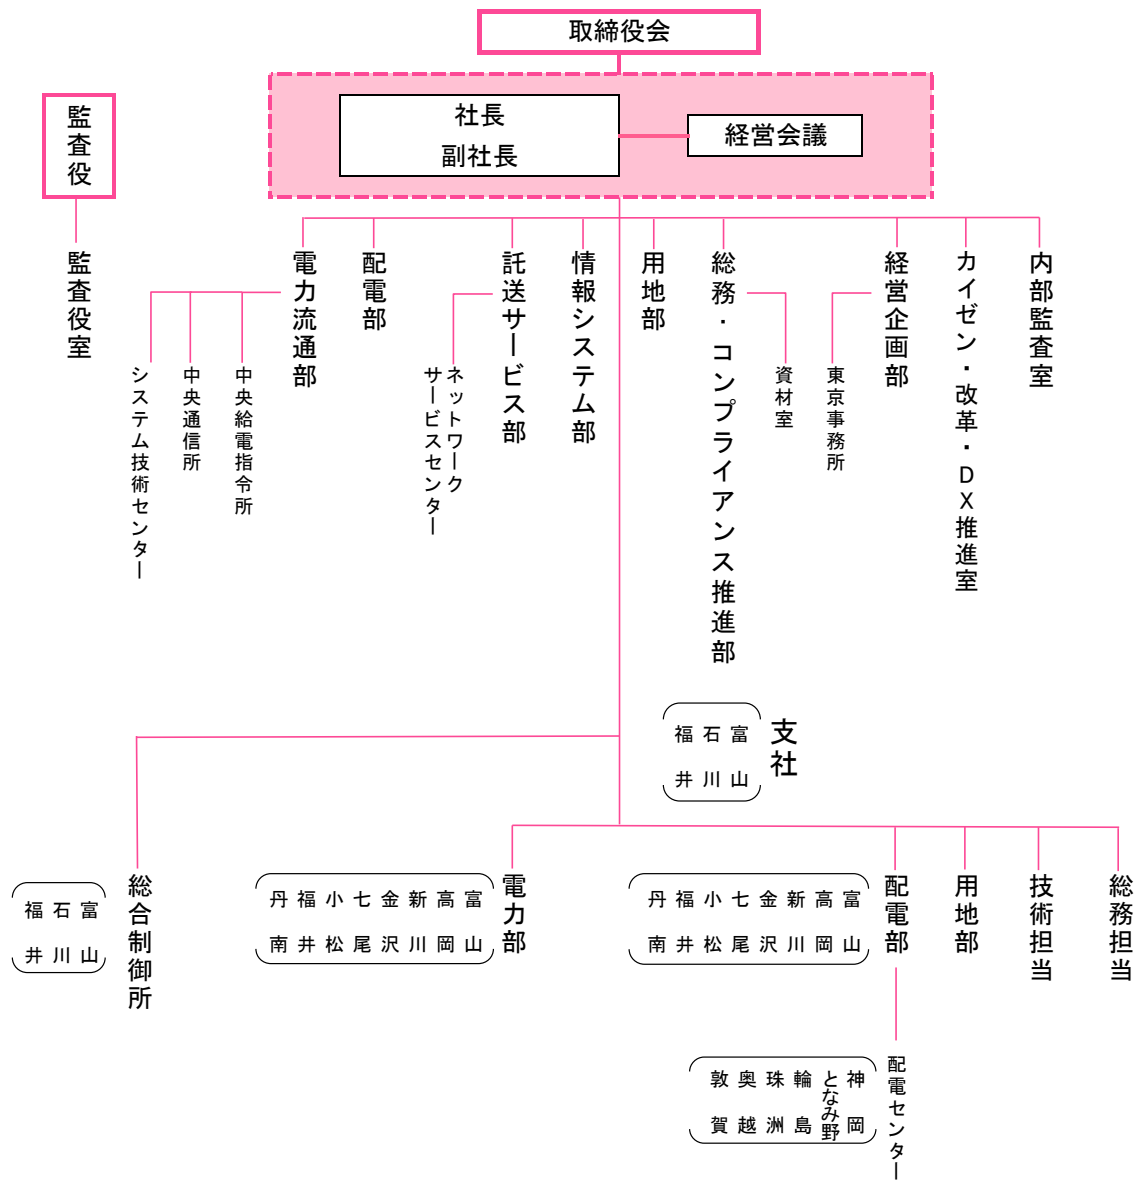 取締役会
社長
副社長
経営会議
監査役
監査役室
内部監査室
カイゼン・改革・DX推進室
経営企画部
東京事務所
総務・コンプライアンス推進部
資材室
用地部
情報システム部
託送サービス部
ネットワーク
サービスセンター
配電部
電力流通部
中央給電指令所
中央通信所
システム技術センター
支社
富山
石川
福井
総務担当
技術担当
用地部
配電部
富山
高岡
新川
金沢
七尾
小松
福井
丹南
配電センター
神岡
となみ野
輪島
珠洲
奥越
敦賀
電力部
富山
高岡
新川
金沢
七尾
小松
福井
丹南
総合制御所
富山
石川
福井